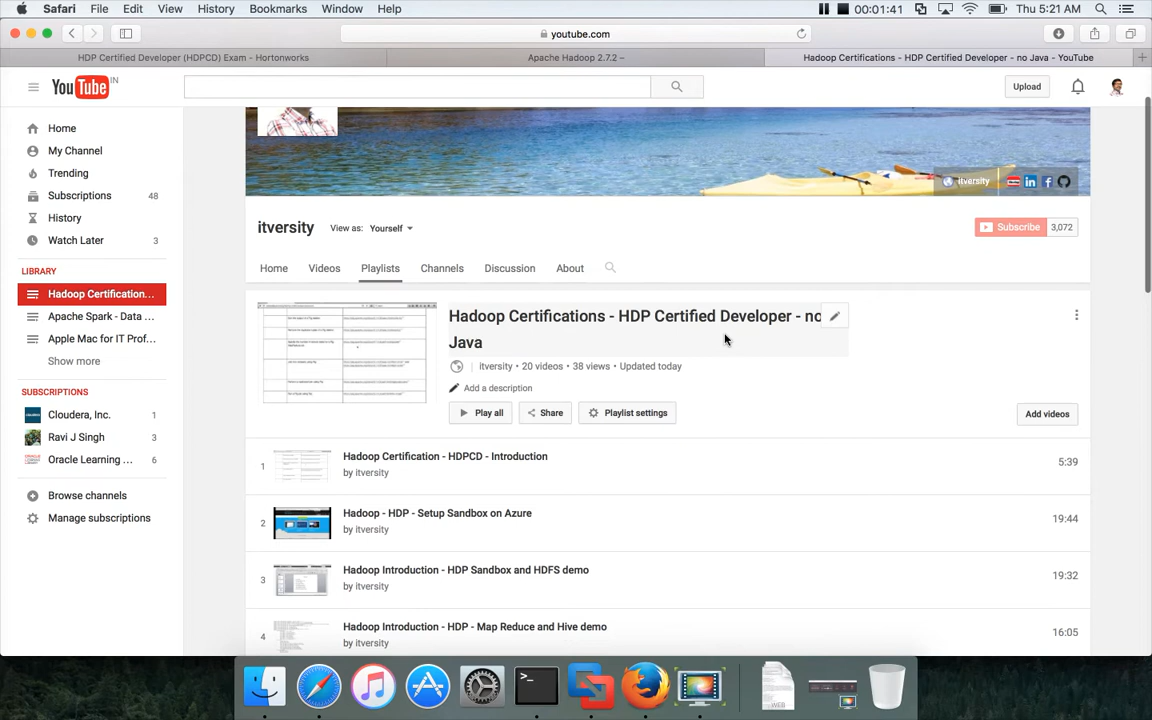 Safari File Edit View History Bookmarks Window Help 00:01:41 Thu 5:21 AM
youtube.com
HDP Certified Developer (HDPCD) Exam - Hortonworks Apache Hadoop 2.7.2 – Hadoop Certifications - HDP Certified Developer - no Java - YouTube
YouTube IN Upload
Home
My Channel
Trending
Subscriptions 48
History
Watch Later 3
LIBRARY
Hadoop Certification...
Apache Spark - Data ...
Apple Mac for IT Prof...
Show more
SUBSCRIPTIONS
Cloudera, Inc. 1
Ravi J Singh 3
Oracle Learning ... 6
Browse channels
Manage subscriptions
itversity
itversity View as: Yourself Subscribe 3,072
Home Videos Playlists Channels Discussion About
Hadoop Certifications - HDP Certified Developer - no
Java
itversity • 20 videos • 38 views • Updated today
Add a description
Play all Share Playlist settings Add videos
1 Hadoop Certification - HDPCD - Introduction 5:39
by itversity
2 Hadoop - HDP - Setup Sandbox on Azure 19:44
by itversity
3 Hadoop Introduction - HDP Sandbox and HDFS demo 19:32
by itversity
4 Hadoop Introduction - HDP - Map Reduce and Hive demo 16:05
by itversity
WEB